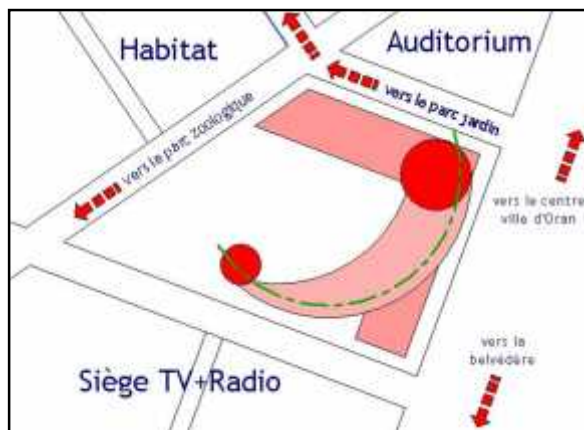 Habitat
Auditorium
vers le parc jardin
vers le parc zoologique
vers le centre
ville d'Oran
vers la
belvédère
Siège TV+Radio